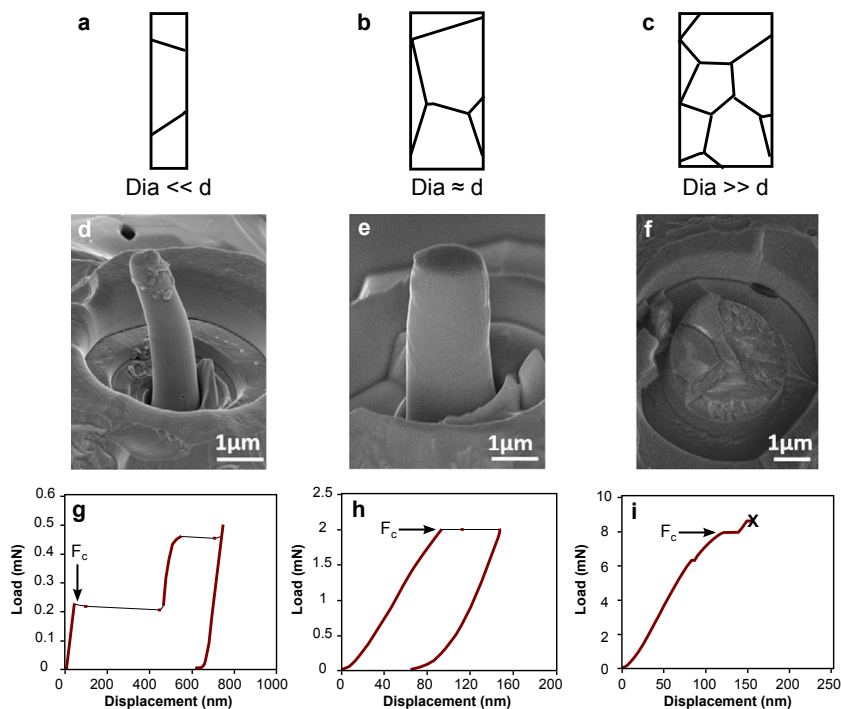 a
b
c
Dia << d
Dia ≈ d
Dia >> d
d
e
f
1μm
1μm
1μm
g
h
i
Load (mN)
0.6
0.5
0.4
0.3
0.2
0.1
0
F_c
0 200 400 600 800 1000
Displacement (nm)
Load (mN)
2.5
2
1.5
1
0.5
0
F_c
0 40 80 120 160 200
Displacement (nm)
Load (mN)
10
8
6
4
2
0
F_c
X
0 50 100 150 200 250
Displacement (nm)